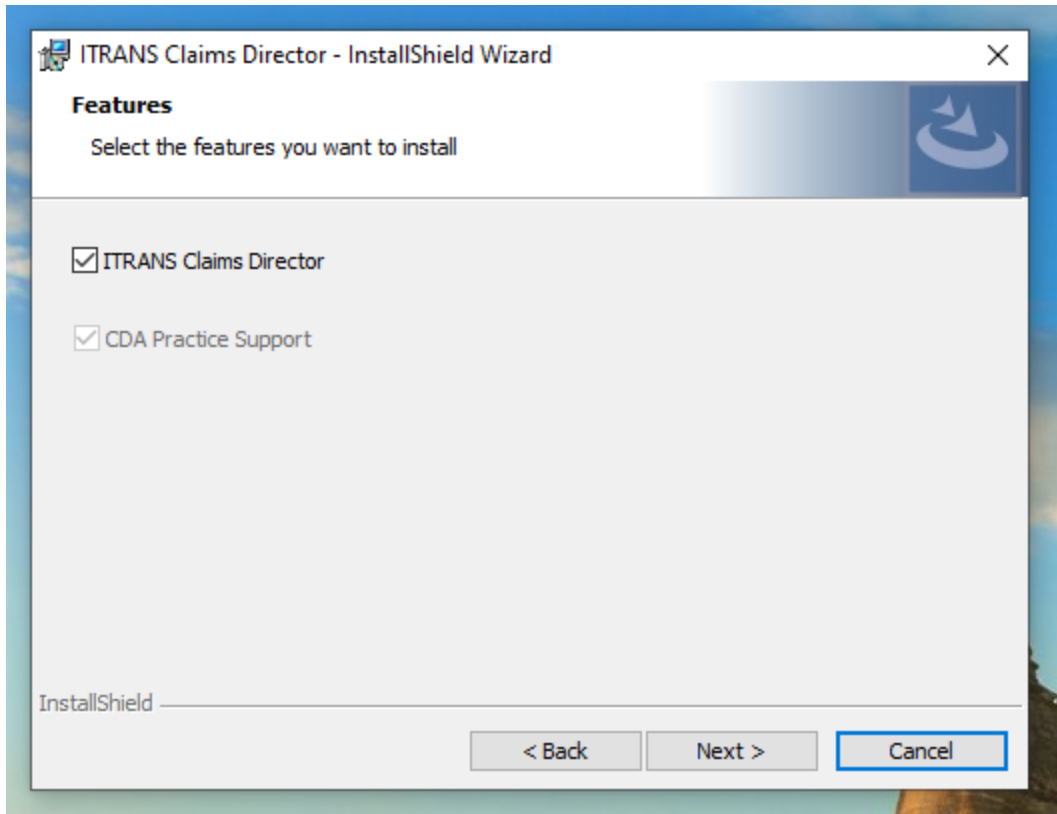 ITRANS Claims Director - InstallShield Wizard
Features
Select the features you want to install
ITRANS Claims Director
CDA Practice Support
InstallShield
< Back Next > Cancel